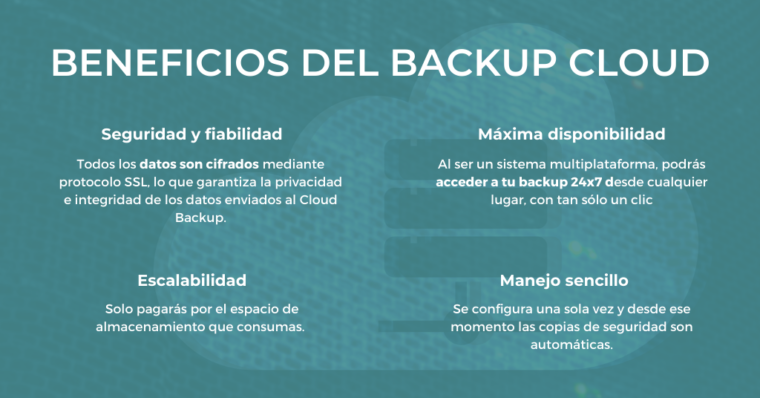 BENEFICIOS DEL BACKUP CLOUD
Seguridad y fiabilidad
Todos los datos son cifrados mediante
protocolo SSL, lo que garantiza la privacidad
e integridad de los datos enviados al Cloud
Backup.
Máxima disponibilidad
Al ser un sistema multiplataforma, podrás
acceder a tu backup 24x7 desde cualquier
lugar, con tan sólo un clic
Escalabilidad
Solo pagarás por el espacio de
almacenamiento que consumas.
Manejo sencillo
Se configura una sola vez y desde ese
momento las copias de seguridad son
automáticas.